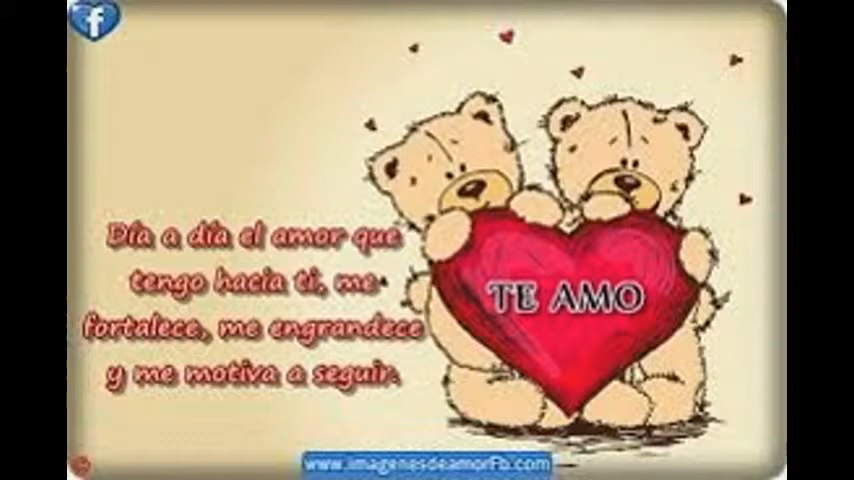 f
Día a día el amor que
tengo hacia ti, me
fortalece, me engrandece
y me motiva a seguir.
TE AMO
www.imagenesdeamorFb.com